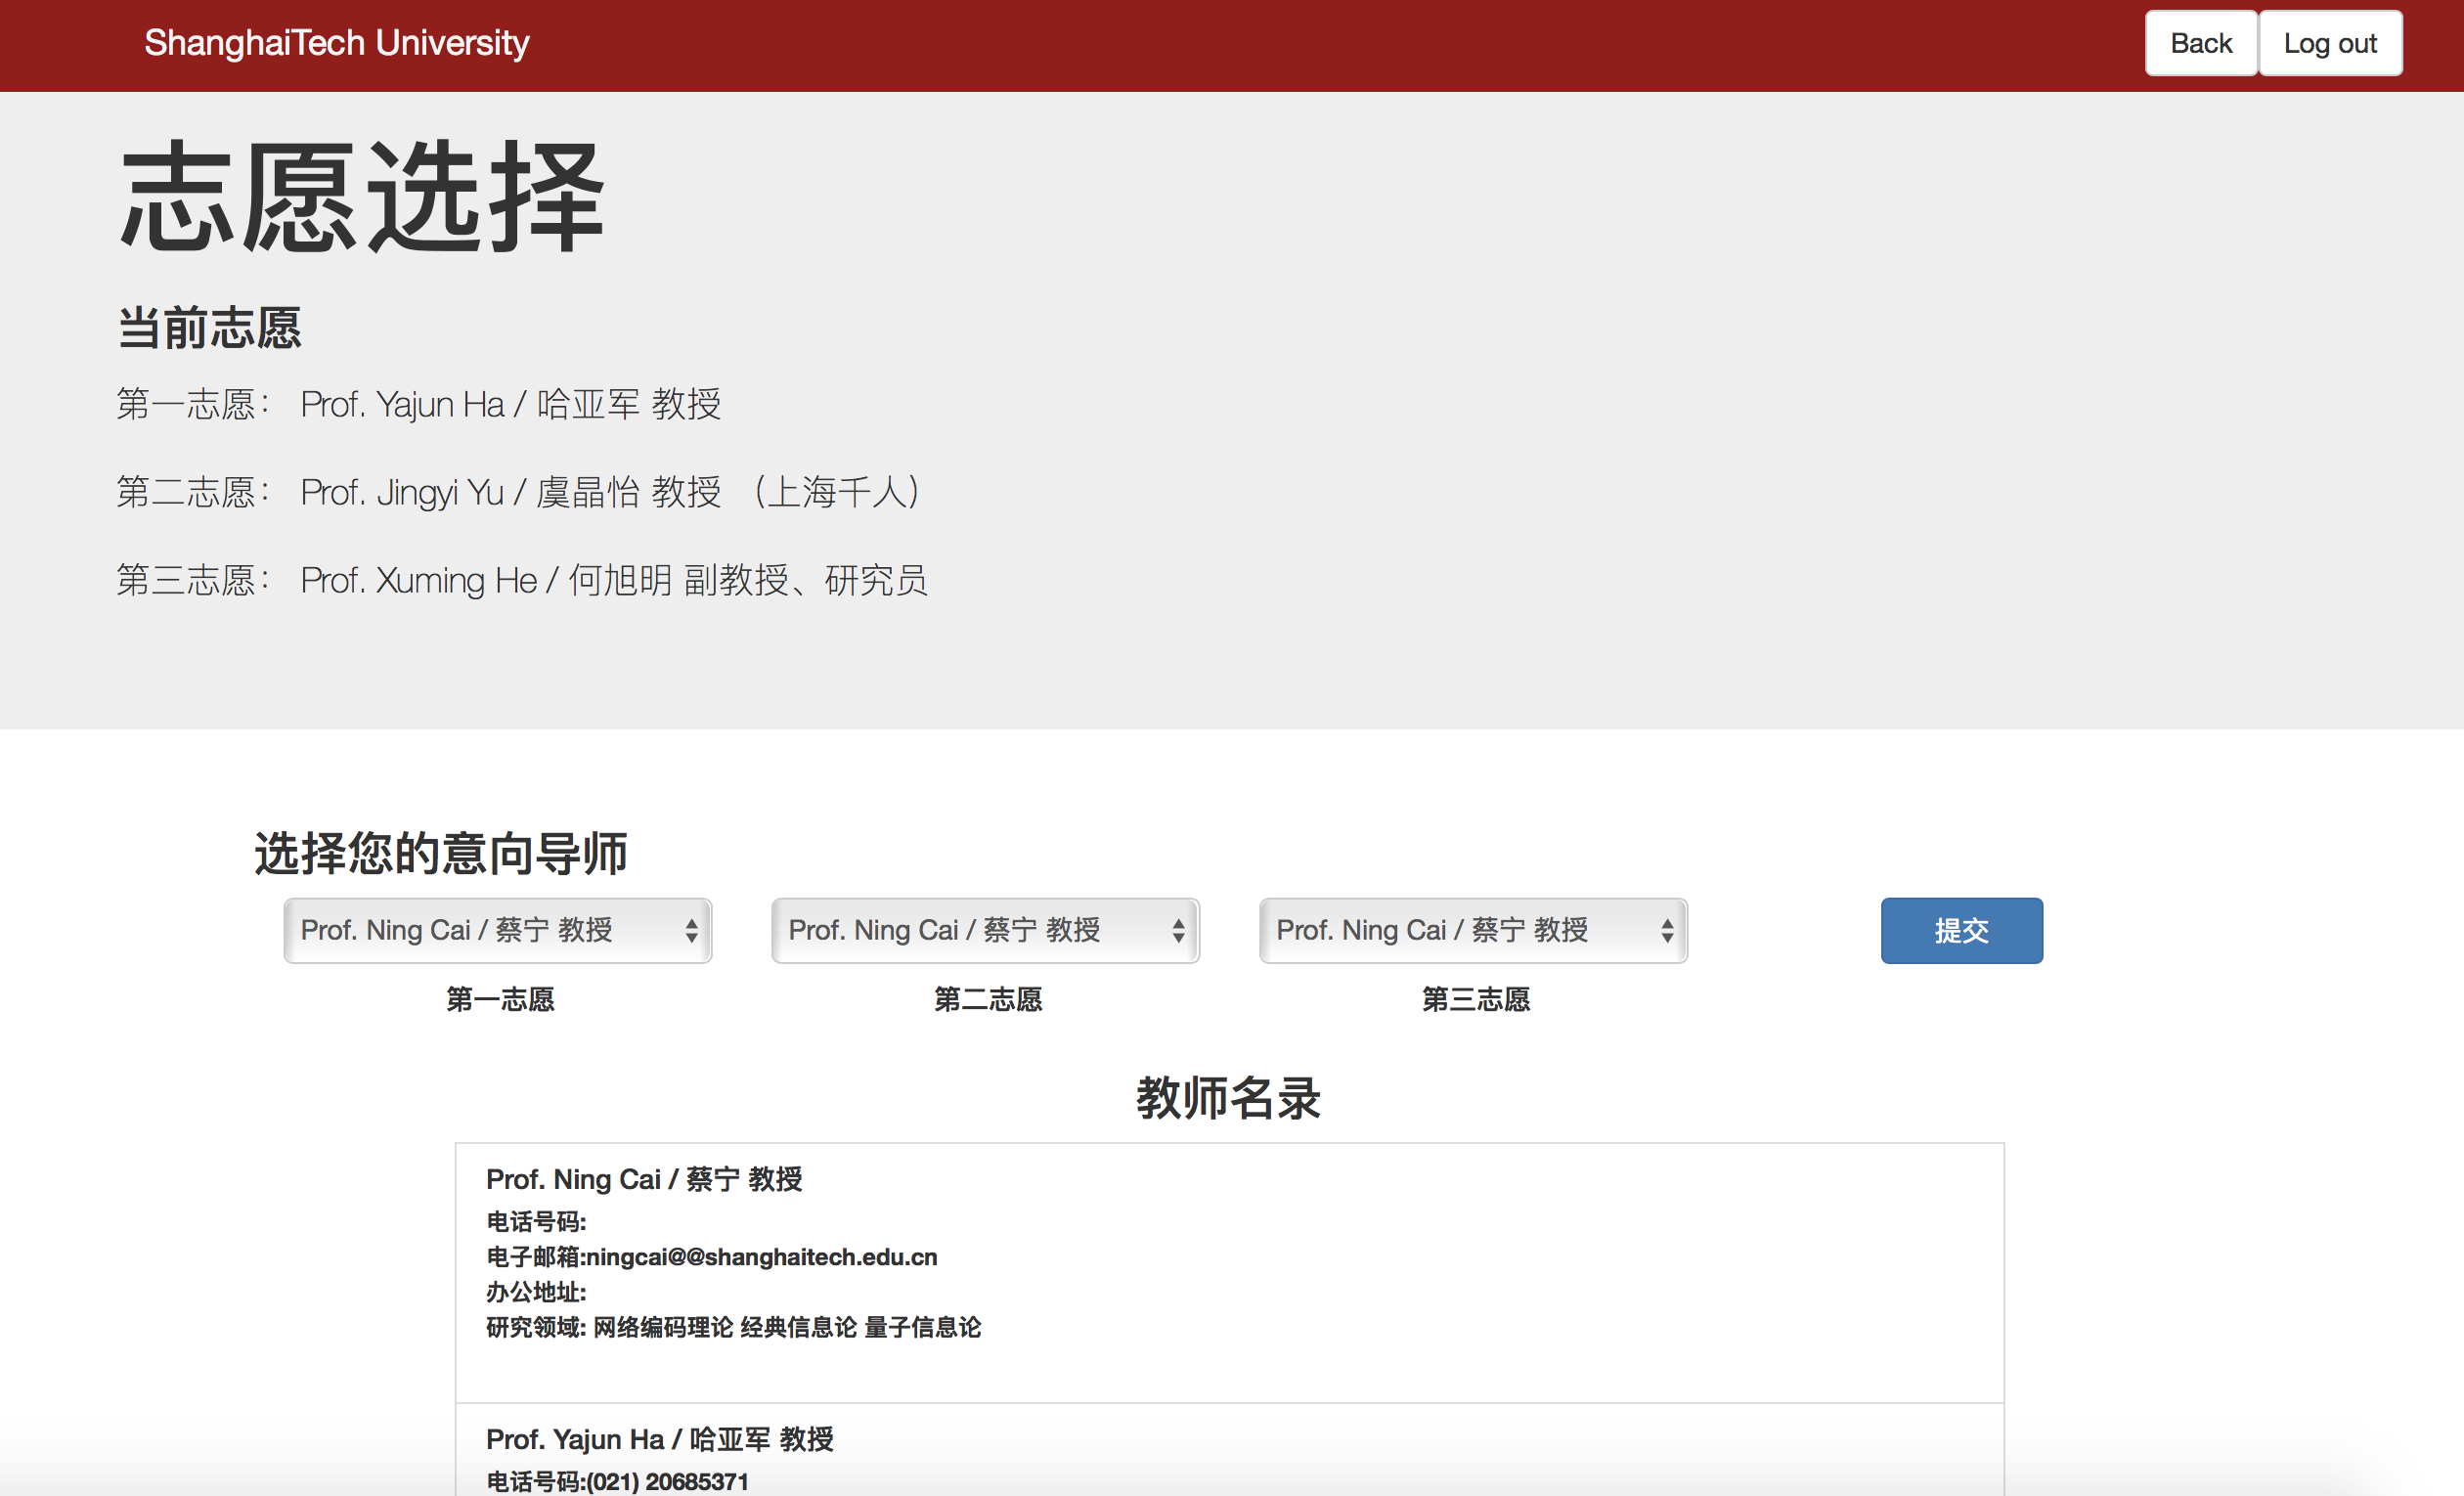 ShanghaiTech University
Back Log out
志愿选择
当前志愿
第一志愿： Prof. Yajun Ha / 哈亚军 教授
第二志愿： Prof. Jingyi Yu / 虞晶怡 教授 （上海千人）
第三志愿： Prof. Xuming He / 何旭明 副教授、研究员
选择您的意向导师
Prof. Ning Cai / 蔡宁 教授 Prof. Ning Cai / 蔡宁 教授 Prof. Ning Cai / 蔡宁 教授 提交
第一志愿 第二志愿 第三志愿
教师名录
Prof. Ning Cai / 蔡宁 教授
电话号码:
电子邮箱:ningcai@@shanghaitech.edu.cn
办公地址:
研究领域: 网络编码理论 经典信息论 量子信息论
Prof. Yajun Ha / 哈亚军 教授
电话号码:(021) 20685371